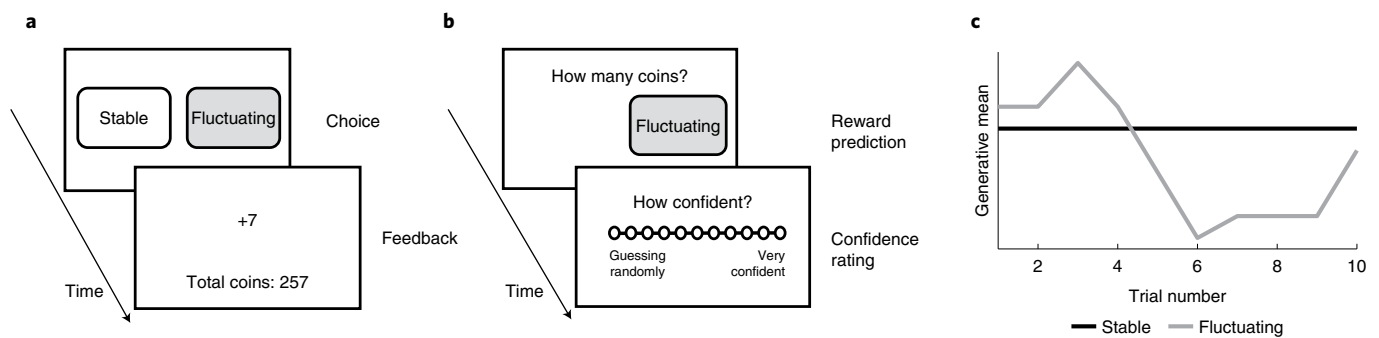 a
Stable
Fluctuating
Choice
+7
Total coins: 257
Feedback
Time
b
How many coins?
Fluctuating
Reward
prediction
How confident?
Guessing
randomly
Very
confident
Confidence
rating
Time
c
Generative mean
2 4 6 8 10
Trial number
Stable Fluctuating